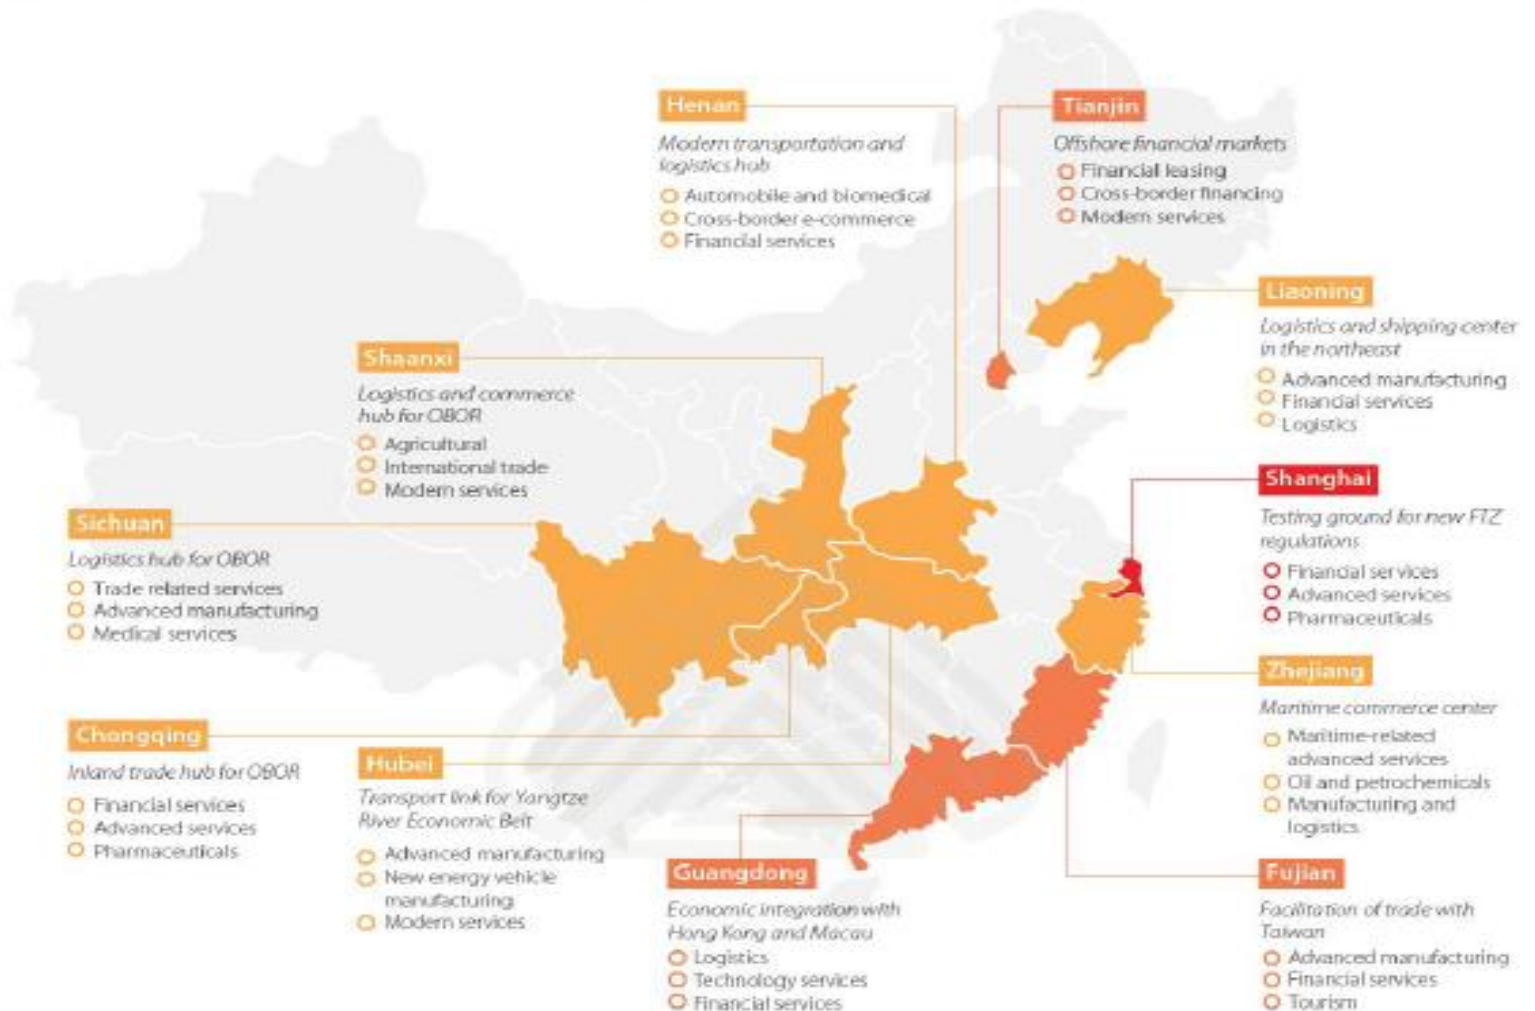 Henan
Modern transportation and
logistics hub
Automobile and biomedical
Cross-border e-commerce
Financial services
Tianjin
Offshore financial markets
Financial leasing
Cross-border financing
Modern services
Liaoning
Logistics and shipping center
in the northeast
Advanced manufacturing
Financial services
Logistics
Shaanxi
Logistics and commerce
hub for OBOR
Agricultural
International trade
Modern services
Shanghai
Testing ground for new FTZ
regulations
Financial services
Advanced services
Pharmaceuticals
Sichuan
Logistics hub for OBOR
Trade related services
Advanced manufacturing
Medical services
Zhejiang
Maritime commerce center
Maritime-related
advanced services
Oil and petrochemicals
Manufacturing and
logistics
Chongqing
Inland trade hub for OBOR
Financial services
Advanced services
Pharmaceuticals
Hubei
Transport link for Yangtze
River Economic Belt
Advanced manufacturing
New energy vehicle
manufacturing
Modern services
Guangdong
Economic integration with
Hong Kong and Macau
Logistics
Technology services
Financial services
Fujian
Facilitation of trade with
Taiwan
Advanced manufacturing
Financial services
Tourism